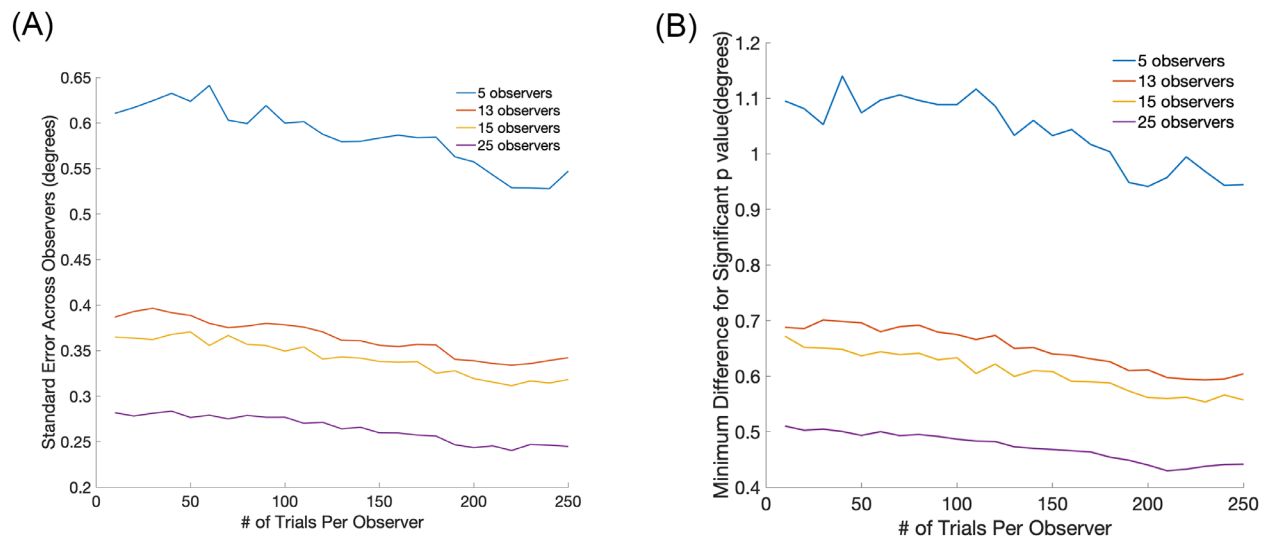 (A)
Standard Error Across Observers (degrees)
0.65
0.6
0.55
0.5
0.45
0.4
0.35
0.3
0.25
0.2
0
50
100
150
200
250
# of Trials Per Observer
5 observers
13 observers
15 observers
25 observers
(B)
Minimum Difference for Significant p value(degrees)
1.2
1.1
1
0.9
0.8
0.7
0.6
0.5
0.4
0
50
100
150
200
250
# of Trials Per Observer
5 observers
13 observers
15 observers
25 observers